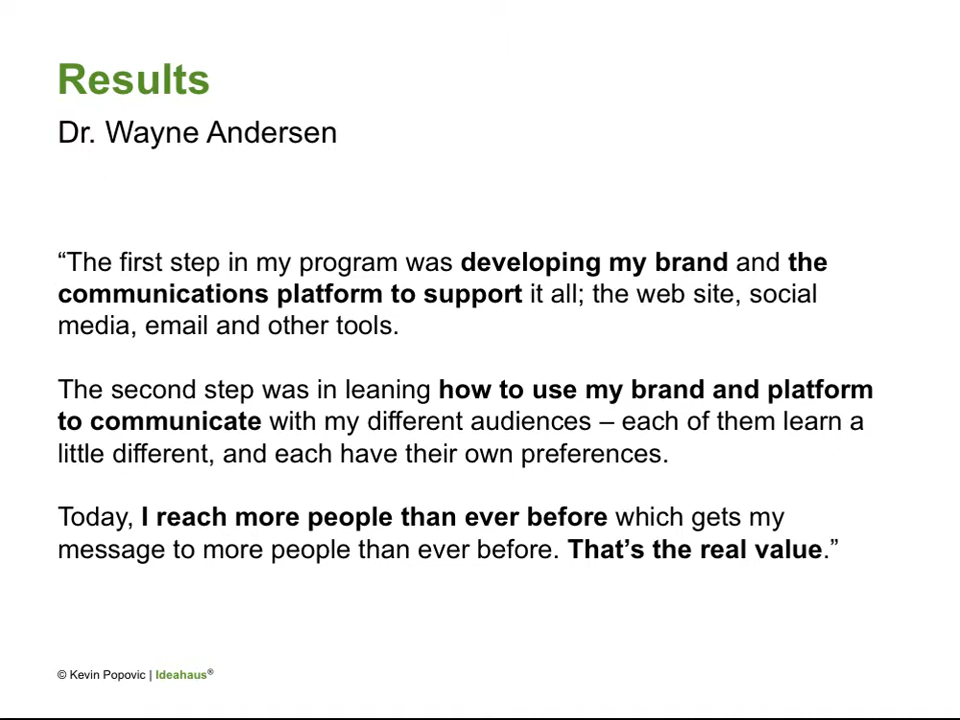 Results
Dr. Wayne Andersen
“The first step in my program was developing my brand and the
communications platform to support it all; the web site, social
media, email and other tools.
The second step was in leaning how to use my brand and platform
to communicate with my different audiences – each of them learn a
little different, and each have their own preferences.
Today, I reach more people than ever before which gets my
message to more people than ever before. That’s the real value.”
© Kevin Popovic | Ideahaus®